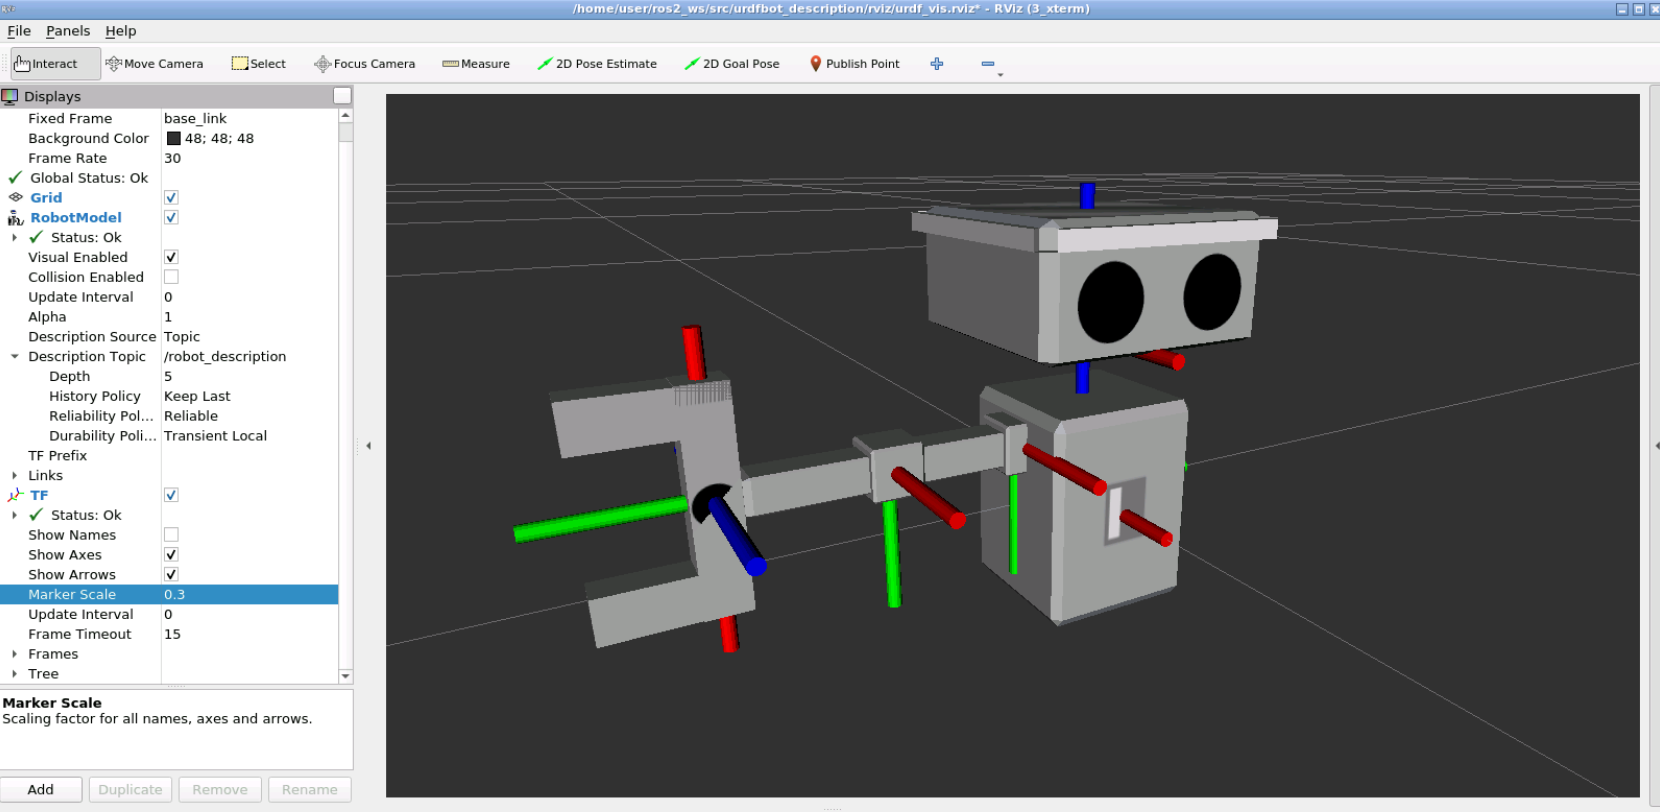 /home/user/ros2_ws/src/urdfbot_description/rviz/urdf_vis.rviz* - RViz (3_xterm)
File Panels Help
Interact Move Camera Select Focus Camera Measure 2D Pose Estimate 2D Goal Pose Publish Point
Displays
Fixed Frame base_link
Background Color 48; 48; 48
Frame Rate 30
Global Status: Ok
Grid
RobotModel
Status: Ok
Visual Enabled
Collision Enabled
Update Interval 0
Alpha 1
Description Source Topic
Description Topic /robot_description
Depth 5
History Policy Keep Last
Reliability Pol... Reliable
Durability Poli... Transient Local
TF Prefix
Links
TF
Status: Ok
Show Names
Show Axes
Show Arrows
Marker Scale 0.3
Update Interval 0
Frame Timeout 15
Frames
Tree
Marker Scale
Scaling factor for all names, axes and arrows.
Add Duplicate Remove Rename